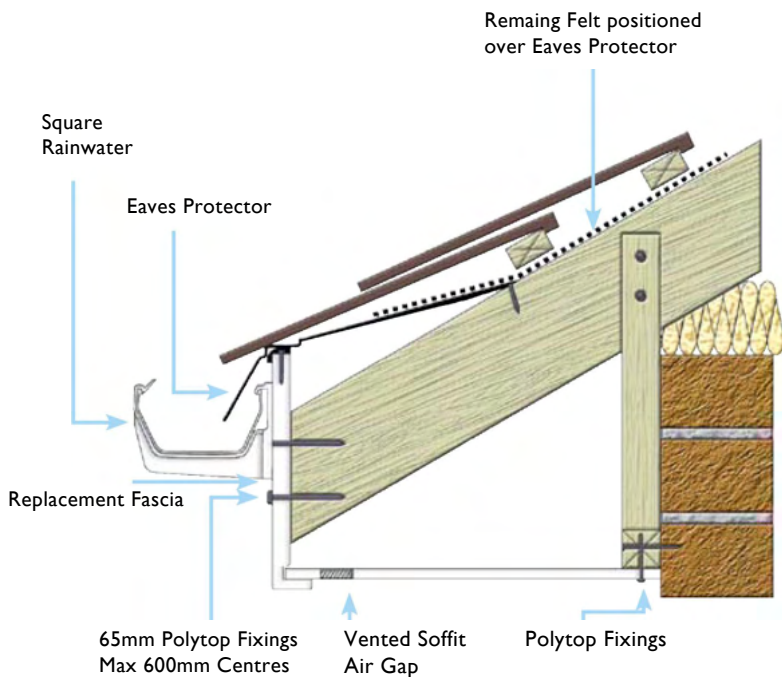 Remaing Felt positioned
over Eaves Protector
Square
Rainwater
Eaves Protector
Replacement Fascia
65mm Polytop Fixings
Max 600mm Centres
Vented Soffit
Air Gap
Polytop Fixings